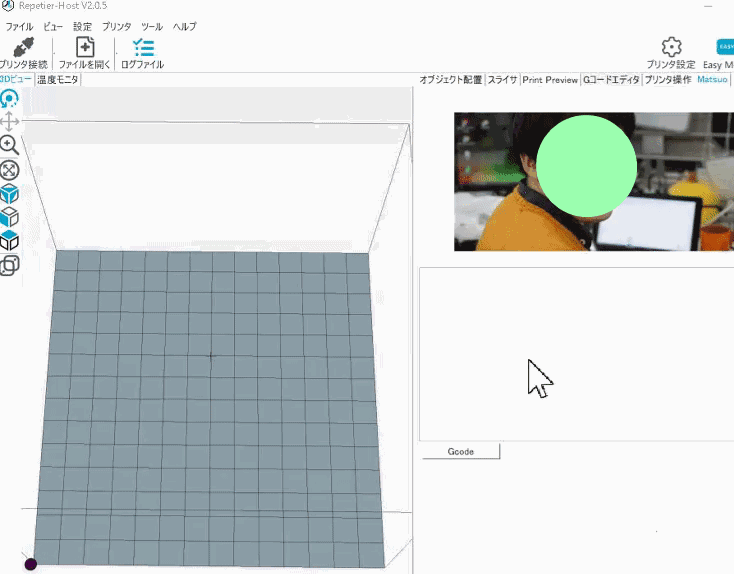 Repetier-Host V2.0.5
ファイル ビュー 設定 プリンタ ツール ヘルプ
プリンタ接続 ファイルを開く ログファイル プリンタ設定 Easy M
3Dビュー 温度モニタ オブジェクト配置 スライサ Print Preview Gコードエディタ プリンタ操作 Matsuo
EASY
Gcode